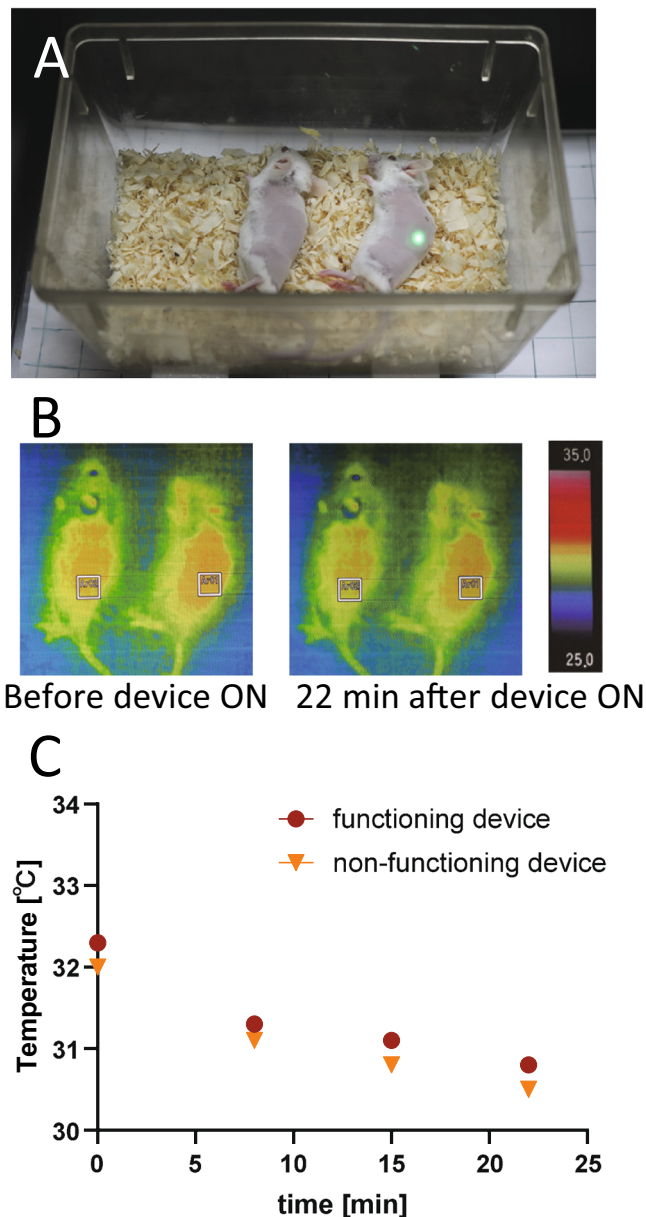 A
B
35.0
25.0
Before device ON
22 min after device ON
C
34
33
32
31
30
Temperature [°C]
functioning device
non-functioning device
0
5
10
15
20
25
time [min]